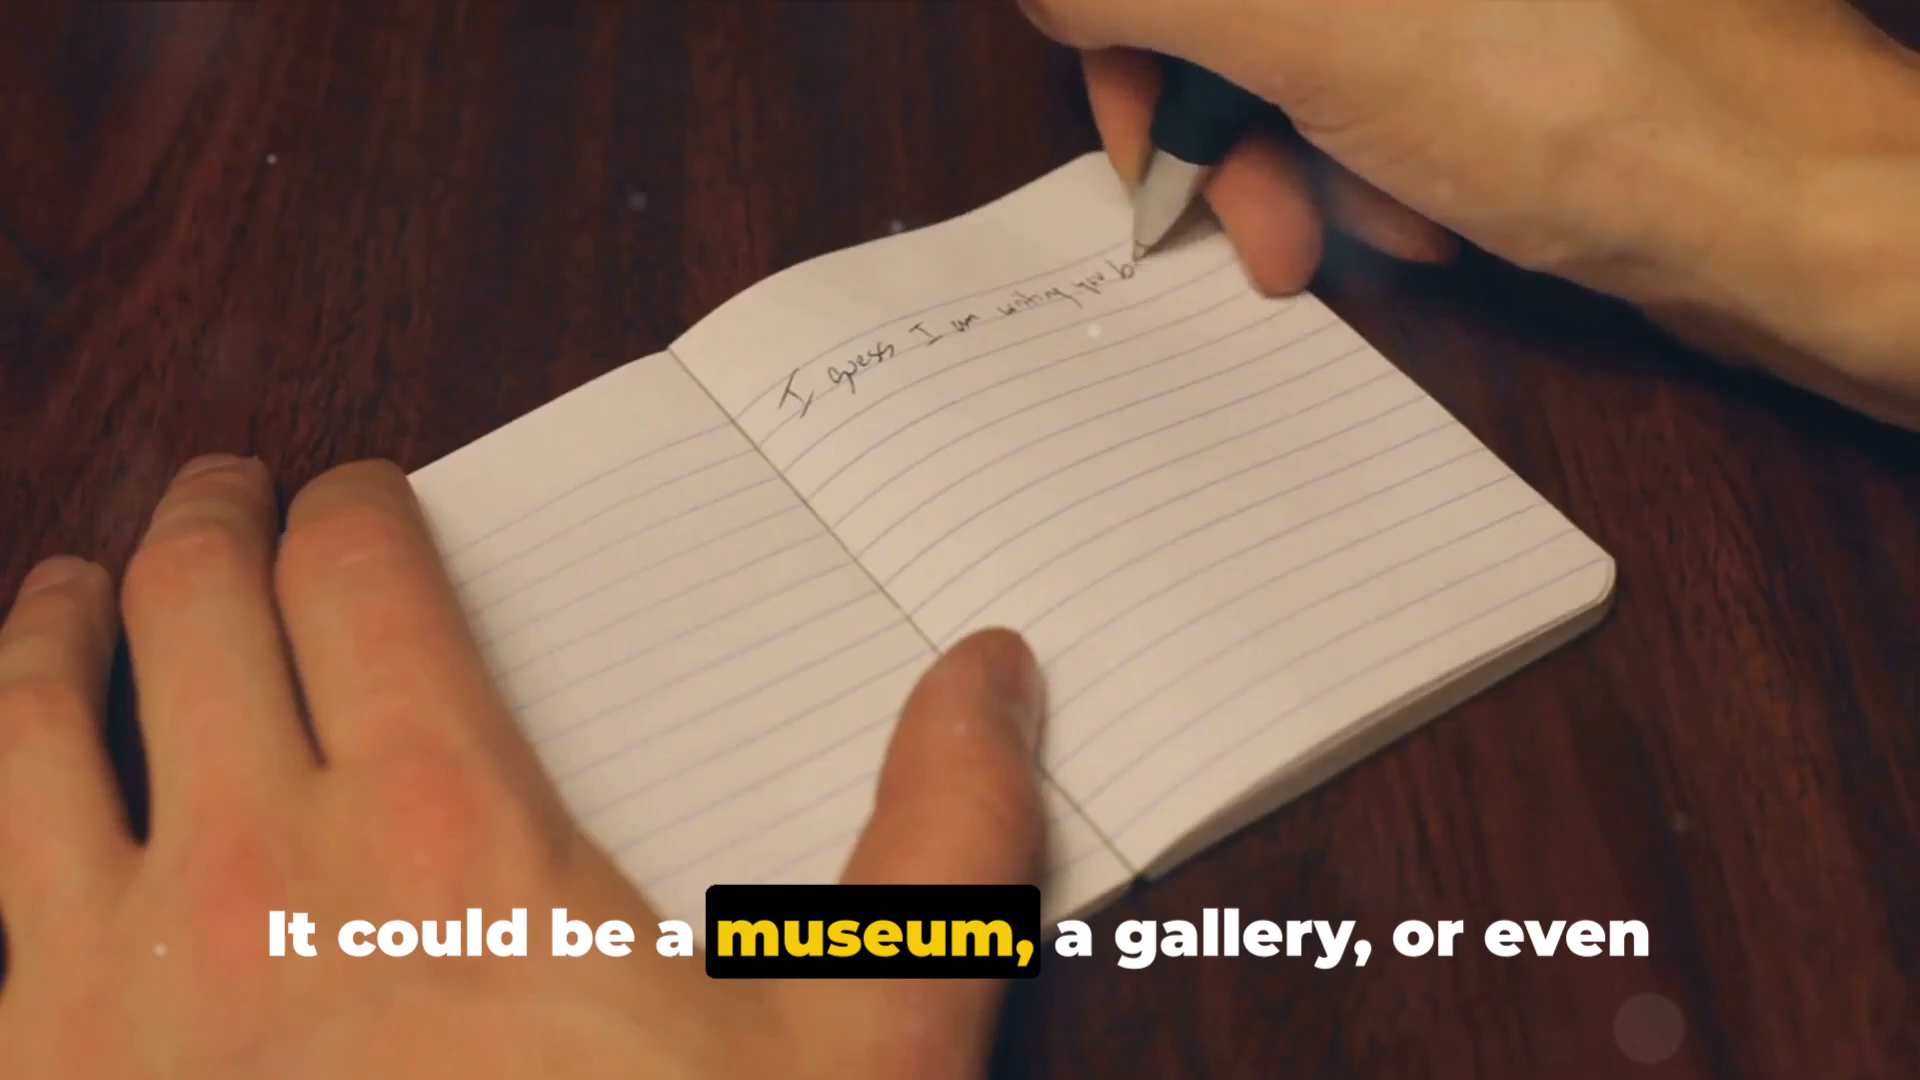 I guess I am writing you b
It could be a museum, a gallery, or even